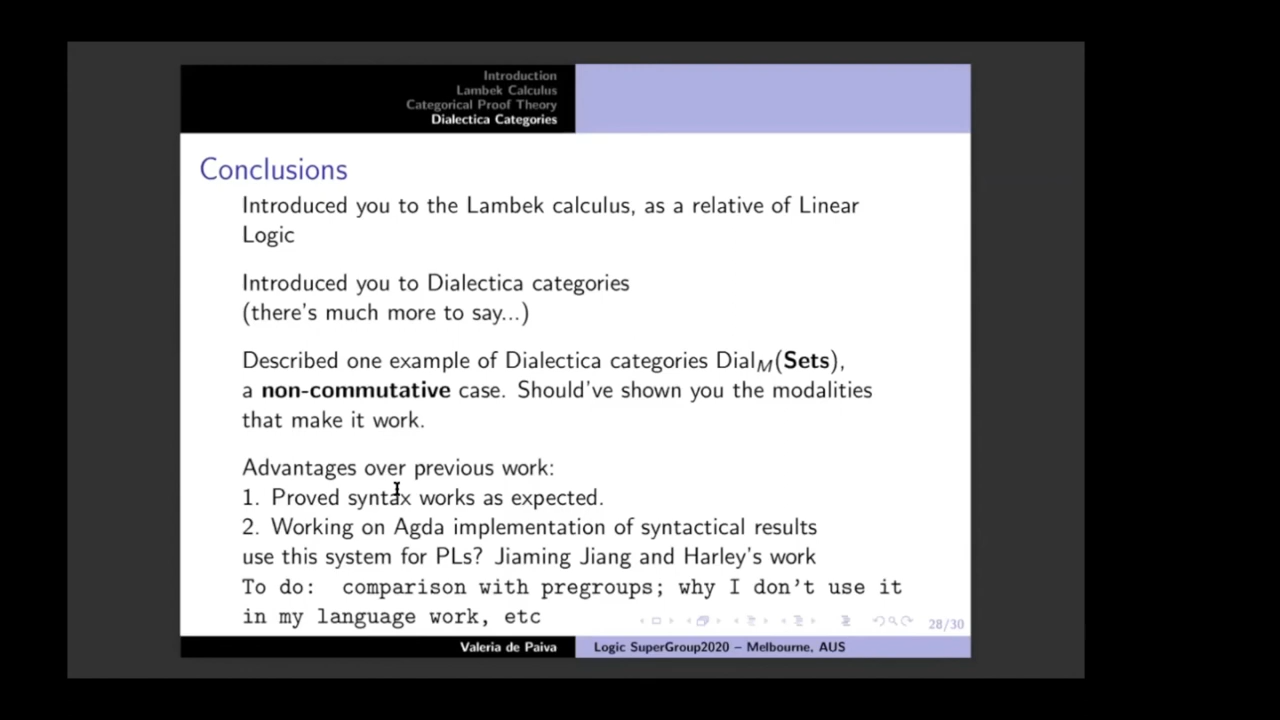 Introduction
Lambek Calculus
Categorical Proof Theory
Dialectica Categories
Conclusions
Introduced you to the Lambek calculus, as a relative of Linear
Logic
Introduced you to Dialectica categories
(there's much more to say...)
Described one example of Dialectica categories Dial_M(Sets),
a non-commutative case. Should've shown you the modalities
that make it work.
Advantages over previous work:
1. Proved syntax works as expected.
2. Working on Agda implementation of syntactical results
use this system for PLs? Jiaming Jiang and Harley's work
To do: comparison with pregroups; why I don't use it
in my language work, etc
28/30
Valeria de Paiva
Logic SuperGroup2020 – Melbourne, AUS